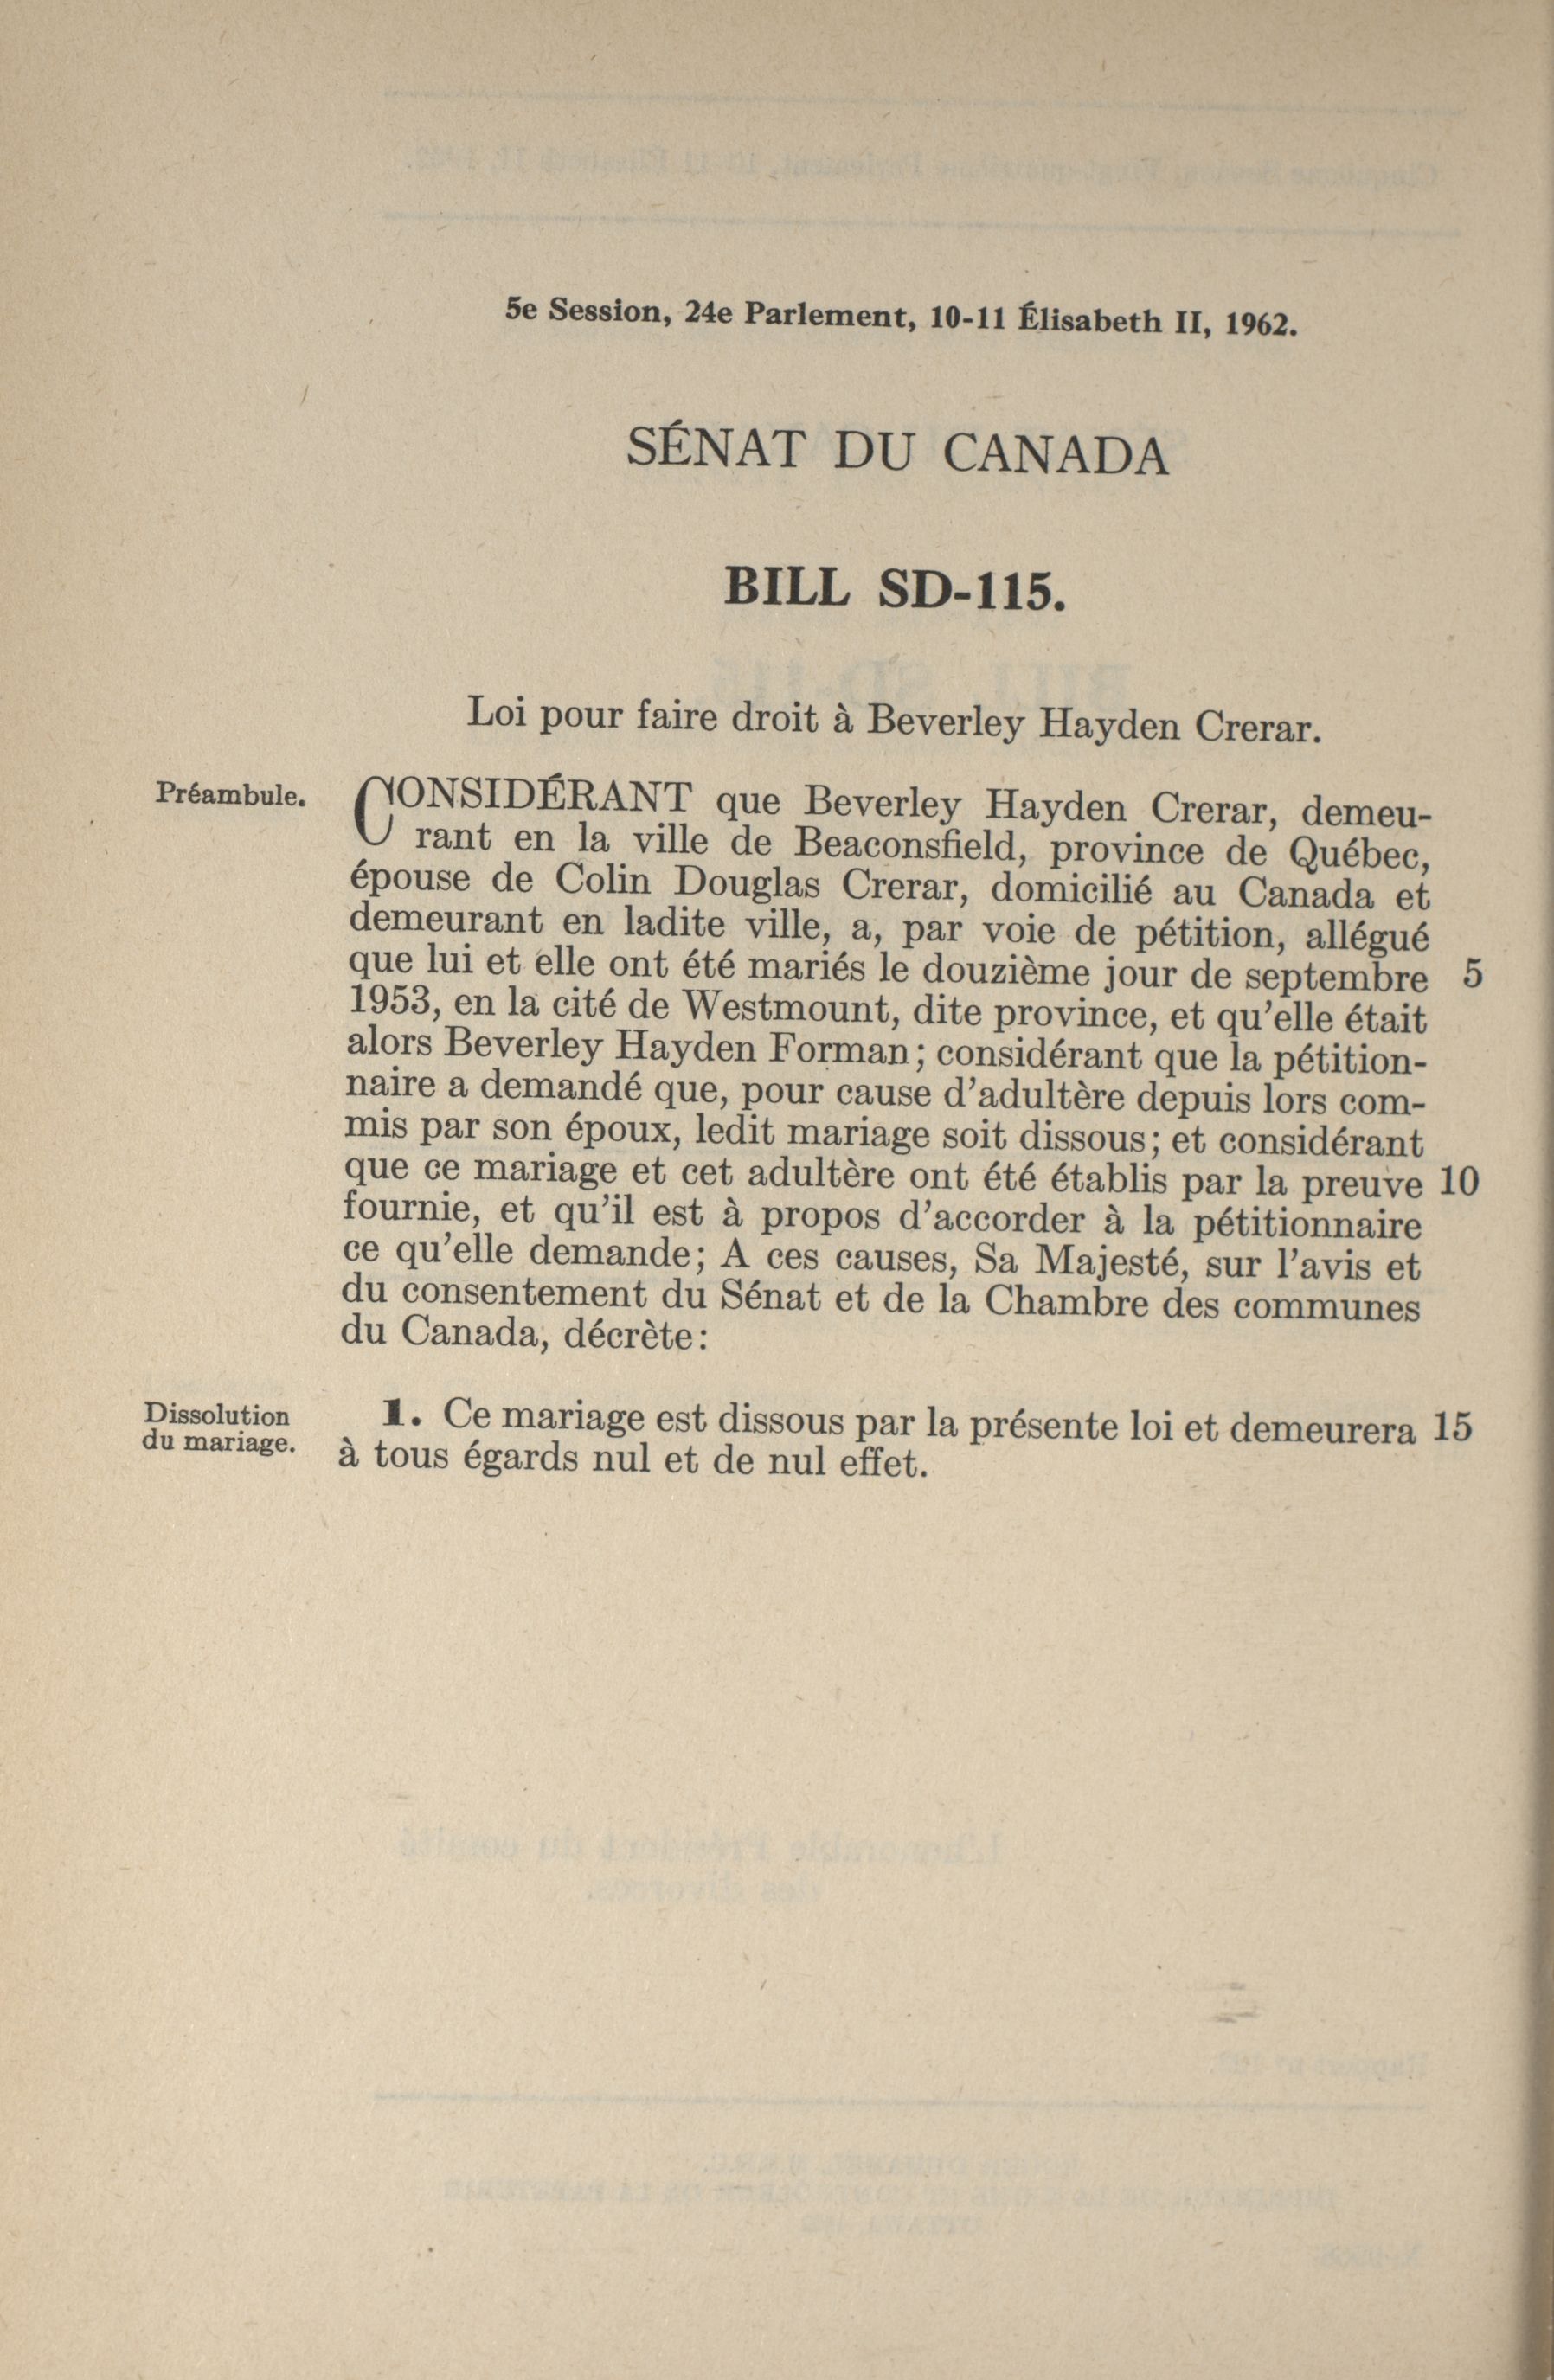 5e Session, 24e Parlement, 10-11 Élisabeth II, 1962.
SÉNAT DU CANADA
BILL SD-115.
Loi pour faire droit à Beverley Hayden Crerar.
Préambule.
CONSIDÉRANT que Beverley Hayden Crerar, demeu-
rant en la ville de Beaconsfield, province de Québec,
épouse de Colin Douglas Crerar, domicilié au Canada et
demeurant en ladite ville, a, par voie de pétition, allégué
que lui et elle ont été mariés le douzième jour de septembre 5
1953, en la cité de Westmount, dite province, et qu'elle était
alors Beverley Hayden Forman; considérant que la pétition-
naire a demandé que, pour cause d'adultère depuis lors com-
mis par son époux, ledit mariage soit dissous; et considérant
que ce mariage et cet adultère ont été établis par la preuve 10
fournie, et qu'il est à propos d'accorder à la pétitionnaire
ce qu'elle demande; A ces causes, Sa Majesté, sur l'avis et
du consentement du Sénat et de la Chambre des communes
du Canada, décrète:
Dissolution
du mariage.
1. Ce mariage est dissous par la présente loi et demeurera 15
à tous égards nul et de nul effet.